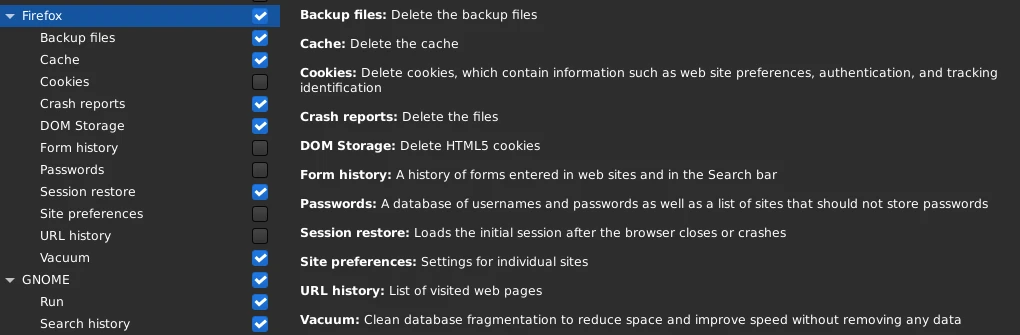 Firefox
Backup files
Cache
Cookies
Crash reports
DOM Storage
Form history
Passwords
Session restore
Site preferences
URL history
Vacuum
GNOME
Run
Search history
Backup files: Delete the backup files
Cache: Delete the cache
Cookies: Delete cookies, which contain information such as web site preferences, authentication, and tracking
identification
Crash reports: Delete the files
DOM Storage: Delete HTML5 cookies
Form history: A history of forms entered in web sites and in the Search bar
Passwords: A database of usernames and passwords as well as a list of sites that should not store passwords
Session restore: Loads the initial session after the browser closes or crashes
Site preferences: Settings for individual sites
URL history: List of visited web pages
Vacuum: Clean database fragmentation to reduce space and improve speed without removing any data